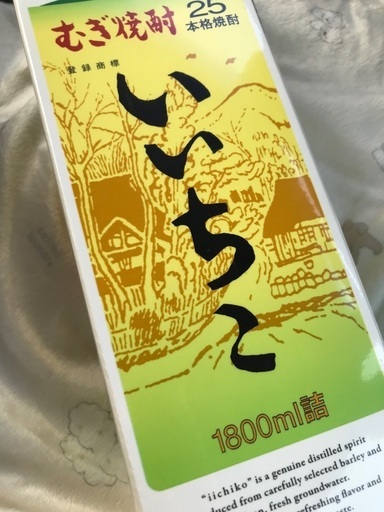 むぎ焼酎
25
本格焼酎
登録商標
いいちこ
1800ml詰
"iichiko" is a genuine distilled spirit
duced from carefully selected barley and
fresh groundwater.
refreshing flavor and